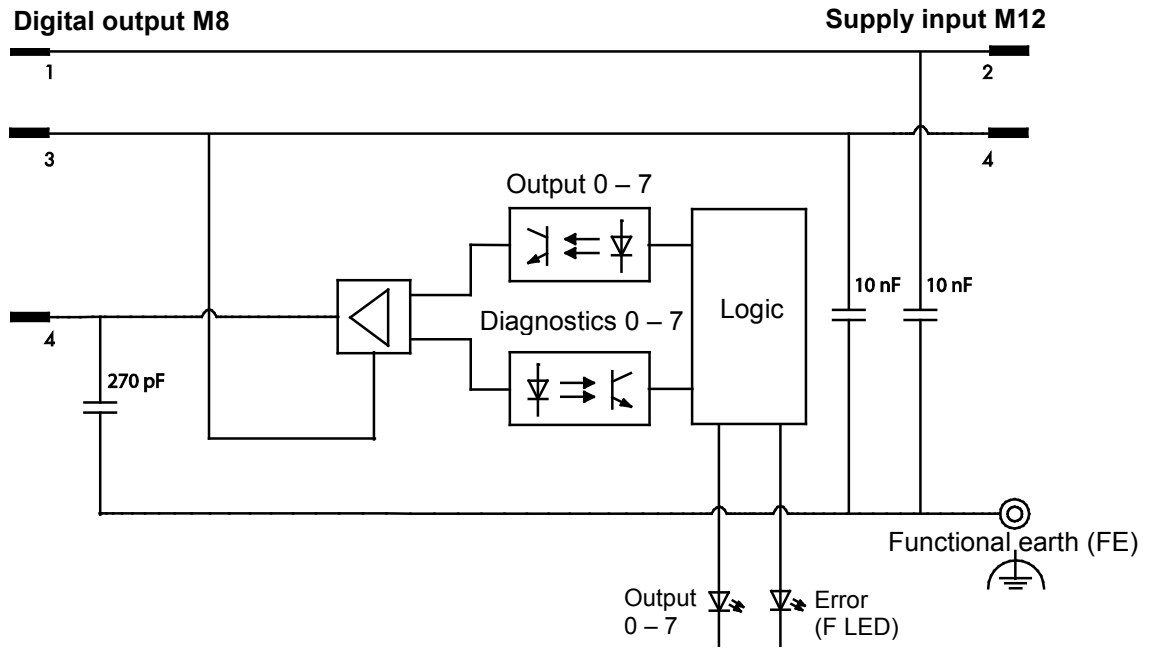 Digital output M8
Supply input M12
1
2
3
4
Output 0 – 7
10 nF
10 nF
Logic
4
Diagnostics 0 – 7
270 pF
Functional earth (FE)
Output
0 – 7
Error
(F LED)